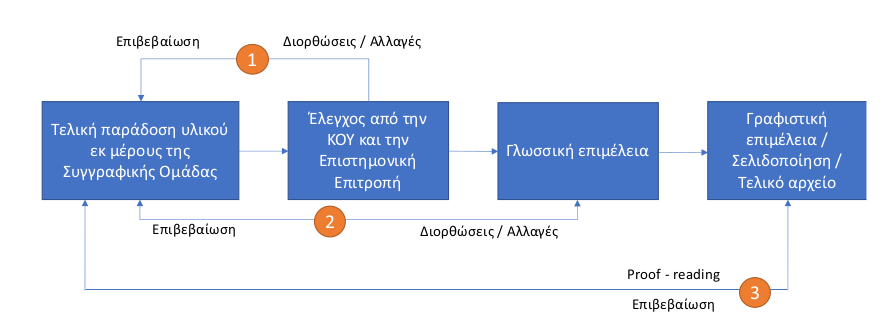 Επιβεβαίωση
1
Διορθώσεις / Αλλαγές
Τελική παράδοση υλικού
εκ μέρους της
Συγγραφικής Ομάδας
Έλεγχος από την
ΚΟΥ και την
Επιστημονική
Επιτροπή
Γλωσσική επιμέλεια
Γραφιστική
επιμέλεια /
Σελιδοποίηση /
Τελικό αρχείο
Επιβεβαίωση
2
Διορθώσεις / Αλλαγές
Proof - reading
3
Επιβεβαίωση